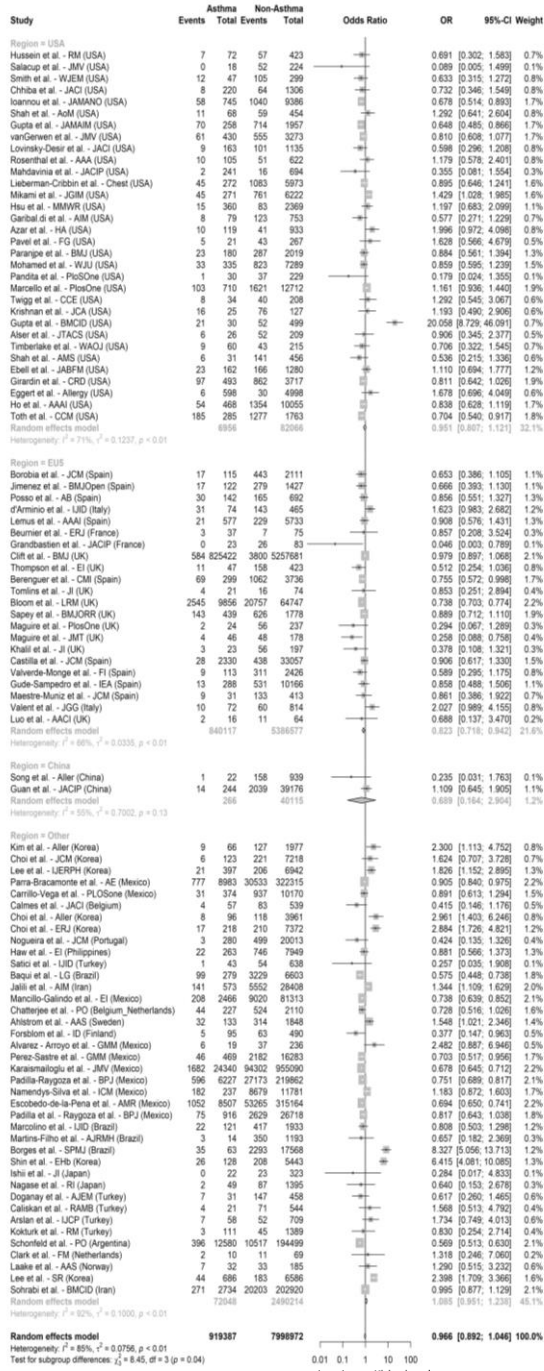 Asthma Non-Asthma
Study Events Total Events Total Odds Ratio OR 95%-CI Weight
Region = USA
Hussein et al. - RM (USA) 7 72 57 423 0.691 [0.302; 1.583] 0.7%
Salacup et al. - JMV (USA) 0 18 52 224 0.089 [0.005; 1.499] 0.1%
Smith et al. - WJEM (USA) 12 47 105 299 0.633 [0.315; 1.272] 0.9%
Chhiba et al. - JACI (USA) 8 220 64 1306 0.732 [0.346; 1.549] 0.8%
Ioannou et al. - JAMANO (USA) 58 745 1040 9386 0.678 [0.514; 0.893] 2.1%
Shah et al. - AoM (USA) 11 68 59 454 1.292 [0.641; 2.604] 0.9%
Gupta et al. - JAMAIM (USA) 70 258 714 1957 0.648 [0.485; 0.866] 2.0%
vanGerwen et al. - JMV (USA) 61 430 555 3273 0.810 [0.608; 1.077] 2.0%
Lovinsky-Desir et al. - JACI (USA) 9 163 101 1135 0.598 [0.296; 1.208] 0.9%
Rosenthal et al. - AAA (USA) 10 105 51 622 1.179 [0.578; 2.401] 0.9%
Mahdavinia et al. - JACIP (USA) 2 241 16 694 0.355 [0.081; 1.554] 0.3%
Lieberman-Cribbin et al. - Chest (USA) 45 272 1083 5973 0.895 [0.646; 1.241] 1.8%
Mikami et al. - JGIM (USA) 45 271 761 6222 1.429 [1.028; 1.985] 1.8%
Hsu et al. - MMWR (USA) 15 360 83 2369 1.197 [0.683; 2.099] 1.1%
Garibal.di et al. - AIM (USA) 8 79 123 753 0.577 [0.271; 1.229] 0.8%
Azar et al. - HA (USA) 10 119 41 933 1.996 [0.972; 4.098] 0.8%
Pavel et al. - FG (USA) 5 21 43 267 1.628 [0.566; 4.679] 0.5%
Paranjpe et al. - BMJ (USA) 23 180 287 2019 0.884 [0.561; 1.394] 1.4%
Mohamed et al. - WJU (USA) 33 335 823 7289 0.859 [0.595; 1.239] 1.7%
Pandita et al. - PloSOne (USA) 1 30 37 229 0.179 [0.024; 1.355] 0.1%
Marcello et al. - PlosOne (USA) 103 710 1621 12712 1.161 [0.936; 1.440] 2.2%
Twigg et al. - CCE (USA) 8 34 40 208 1.292 [0.545; 3.067] 0.7%
Krishnan et al. - JCA (USA) 16 25 76 127 1.193 [0.490; 2.906] 0.6%
Gupta et al. - BMCID (USA) 21 30 52 499 20.058 [8.729; 46.091] 0.7%
Alser et al. - JTACS (USA) 6 26 52 209 0.906 [0.345; 2.377] 0.5%
Timberlake et al. - WAOJ (USA) 9 60 43 215 0.706 [0.322; 1.545] 0.7%
Shah et al. - AMS (USA) 6 31 141 456 0.536 [0.215; 1.336] 0.6%
Ebell et al. - JABFM (USA) 23 162 166 1280 1.110 [0.694; 1.777] 1.3%
Girardin et al. - CRD (USA) 97 493 862 3717 0.811 [0.642; 1.026] 2.2%
Eggert et al. - Allergy (USA) 6 598 30 4998 1.678 [0.696; 4.049] 0.6%
Ho et al. - AAAI (USA) 54 468 1354 10055 0.838 [0.628; 1.119] 2.0%
Toth et al. - CCM (USA) 185 285 1277 1763 0.704 [0.540; 0.917] 2.1%
Random effects model 6956 82066 0.951 [0.807; 1.121] 32.1%
Heterogeneity: I² = 71%, τ² = 0.1237, p < 0.01
Region = EU5
Borobia et al. - JCM (Spain) 17 115 443 2111 0.653 [0.386; 1.105] 1.2%
Jimenez et al. - BMJOpen (Spain) 17 122 279 1427 0.666 [0.393; 1.130] 1.2%
Posso et al. - AB (Spain) 30 142 165 692 0.856 [0.551; 1.327] 1.4%
d'Arminio et al. - IJID (Italy) 31 74 143 465 1.623 [0.983; 2.682] 1.3%
Lemus et al. - AAAI (Spain) 21 577 229 5733 0.908 [0.576; 1.431] 1.4%
Beurnier et al. - ERJ (France) 3 37 7 75 0.857 [0.208; 3.524] 0.3%
Grandbastien et al. - JACIP (France) 0 23 26 83 0.046 [0.003; 0.789] 0.1%
Clift et al. - BMJ (UK) 584 825422 3800 5257681 0.979 [0.897; 1.068] 2.6%
Thompson et al. - EI (UK) 11 47 158 423 0.512 [0.254; 1.036] 0.9%
Berenguer et al. - CMI (Spain) 69 299 1062 3736 0.755 [0.572; 0.998] 2.0%
Tomlins et al. - JI (UK) 4 21 16 74 0.853 [0.251; 2.894] 0.4%
Bloom et al. - LRM (UK) 2545 9856 20757 64747 0.738 [0.703; 0.774] 2.7%
Sapey et al. - BMJORR (UK) 143 439 626 1778 0.889 [0.712; 1.110] 2.2%
Maguire et al. - PlosOne (UK) 2 24 56 237 0.294 [0.067; 1.289] 0.3%
Maguire et al. - JMT (UK) 4 46 48 178 0.258 [0.088; 0.758] 0.5%
Khalil et al. - JI (UK) 3 23 56 197 0.378 [0.108; 1.321] 0.4%
Castilla et al. - JCM (Spain) 28 2330 438 33057 0.906 [0.617; 1.330] 1.6%
Valverde-Monge et al. - FI (Spain) 9 113 311 2426 0.589 [0.295; 1.175] 0.9%
Gude-Sampedro et al. - IEA (Spain) 13 288 531 10166 0.858 [0.488; 1.506] 1.1%
Maestre-Muniz et al. - JCM (Spain) 9 31 133 413 0.861 [0.386; 1.922] 0.7%
Valent et al. - JGG (Italy) 10 72 60 814 2.027 [0.989; 4.155] 0.8%
Luo et al. - AACI (UK) 2 16 11 64 0.688 [0.137; 3.470] 0.2%
Random effects model 840117 5386577 0.823 [0.718; 0.942] 21.6%
Heterogeneity: I² = 66%, τ² = 0.0335, p < 0.01
Region = China
Song et al. - Aller (China) 1 22 158 939 0.235 [0.031; 1.763] 0.1%
Guan et al. - JACIP (China) 14 244 2039 39176 1.109 [0.645; 1.905] 1.1%
Random effects model 266 40115 0.689 [0.164; 2.904] 1.2%
Heterogeneity: I² = 55%, τ² = 0.7002, p = 0.13
Region = Other
Kim et al. - Aller (Korea) 9 66 127 1977 2.300 [1.113; 4.752] 0.8%
Choi et al. - JCM (Korea) 6 123 221 7218 1.624 [0.707; 3.728] 0.7%
Lee et al. - IJERPH (Korea) 21 397 206 6942 1.826 [1.152; 2.895] 1.4%
Parra-Bracamonte et al. - AE (Mexico) 777 8983 30533 322315 0.905 [0.840; 0.975] 2.7%
Carrillo-Vega et al. - PLOSone (Mexico) 31 374 937 10170 0.891 [0.613; 1.294] 1.6%
Calmes et al. - JACI (Belgium) 4 57 83 539 0.415 [0.146; 1.176] 0.5%
Choi et al. - Aller (Korea) 8 96 118 3961 2.961 [1.403; 6.246] 0.8%
Choi et al. - ERJ (Korea) 17 218 210 7372 2.884 [1.726; 4.821] 1.2%
Nogueira et al. - JCM (Portugal) 3 280 499 20013 0.424 [0.135; 1.326] 0.4%
Haw et al. - EI (Philippines) 22 263 746 7949 0.881 [0.566; 1.373] 1.4%
Satici et al. - IJID (Turkey) 1 43 54 638 0.257 [0.035; 1.908] 0.2%
Baqui et al. - LG (Brazil) 99 279 3229 6603 0.575 [0.448; 0.738] 2.1%
Jalili et al. - AIM (Iran) 141 573 5552 28408 1.344 [1.109; 1.629] 2.3%
Mancillo-Galindo et al. - EI (Mexico) 208 2466 9020 81313 0.738 [0.639; 0.852] 2.5%
Chatterjee et al. - PO (Belgium_Netherlands) 44 227 524 2110 0.728 [0.516; 1.026] 1.7%
Ahlstrom et al. - AAS (Sweden) 32 133 314 1848 1.548 [1.021; 2.346] 1.5%
Forsblom et al. - ID (Finland) 5 95 63 490 0.377 [0.147; 0.963] 0.6%
Alvarez - Arroyo et al. - GMM (Mexico) 6 19 37 236 2.482 [0.887; 6.946] 0.5%
Perez-Sastre et al. - GMM (Mexico) 46 469 2182 16283 0.703 [0.517; 0.956] 1.9%
Karaismailoglu et al. - JMV (Mexico) 1682 24340 94302 955090 0.678 [0.645; 0.712] 2.7%
Padilla-Raygoza et al. - BPJ (Mexico) 596 6227 27173 219862 0.751 [0.689; 0.817] 2.6%
Namendys-Silva et al. - ICM (Mexico) 182 237 8679 11781 1.183 [0.872; 1.603] 1.9%
Escobedo-de-la-Pena et al. - AMR (Mexico) 1052 8507 53265 315164 0.694 [0.650; 0.741] 2.7%
Padilla et al. - Raygoza et al. - BPJ (Mexico) 75 916 2629 26718 0.817 [0.643; 1.038] 2.2%
Marcolino et al. - IJID (Brazil) 22 121 417 1933 0.808 [0.503; 1.298] 1.3%
Martins-Filho et al. - AJRMH (Brazil) 3 14 350 1193 0.657 [0.182; 2.369] 0.3%
Borges et al. - SPMJ (Brazil) 35 63 2293 17568 8.327 [5.056; 13.713] 1.3%
Shin et al. - EHb (Korea) 26 128 208 5443 6.415 [4.081; 10.085] 1.4%
Ishii et al. - JI (Japan) 0 22 23 323 0.284 [0.017; 4.833] 0.1%
Nagase et al. - RI (Japan) 2 49 87 1395 0.640 [0.153; 2.678] 0.3%
Doganay et al. - AJEM (Turkey) 7 31 147 458 0.617 [0.260; 1.465] 0.7%
Caliskan et al. - RAMB (Turkey) 4 21 71 544 1.568 [0.513; 4.792] 0.4%
Arslan et al. - IJCP (Turkey) 7 58 52 709 1.734 [0.749; 4.013] 0.7%
Kokturk et al. - RM (Turkey) 3 111 45 1389 0.830 [0.254; 2.714] 0.4%
Schonfeld et al. - PO (Argentina) 396 12580 10517 194499 0.569 [0.513; 0.630] 2.6%
Clark et al. - FM (Netherlands) 2 10 11 69 1.318 [0.246; 7.060] 0.2%
Laake et al. - AAS (Norway) 7 32 33 185 1.290 [0.515; 3.232] 0.6%
Lee et al. - SR (Korea) 44 686 183 6586 2.398 [1.709; 3.366] 1.8%
Sohrabi et al. - BMCID (Iran) 271 2734 20203 202920 0.995 [0.877; 1.129] 2.5%
Random effects model 72048 2490214 1.085 [0.951; 1.238] 45.1%
Heterogeneity: I² = 92%, τ² = 0.1000, p < 0.01
Random effects model 919387 7998972 0.966 [0.892; 1.046] 100.0%
Heterogeneity: I² = 85%, τ² = 0.0756, p < 0.01
Test for subgroup differences: χ²₃ = 8.45, df = 3 (p = 0.04)
0.01 0.1 1 10 100